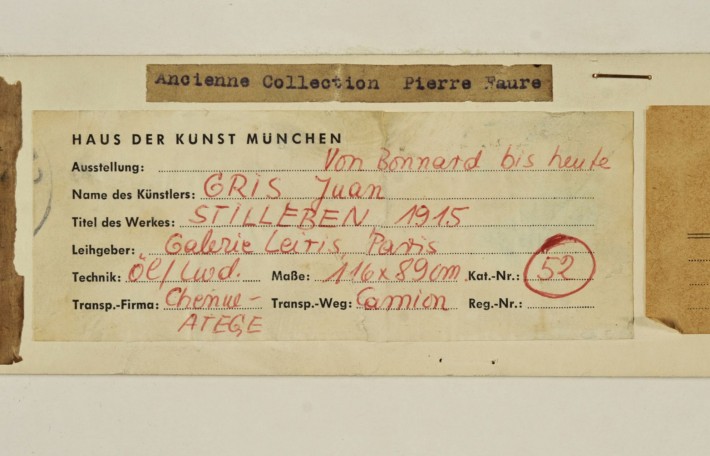 Ancienne Collection Pierre Faure
HAUS DER KUNST MÜNCHEN
Ausstellung: Von Bonnard bis heute
Name des Künstlers: GRIS Juan
Titel des Werkes: STILLEBEN 1915
Leihgeber: Galerie Leiris, Paris
Technik: Öl/Lwd. Maße: 116x89cm Kat.-Nr.: 52
Transp.-Firma: Chenue- Transp.-Weg: Camion Reg.-Nr.:
ATEGE